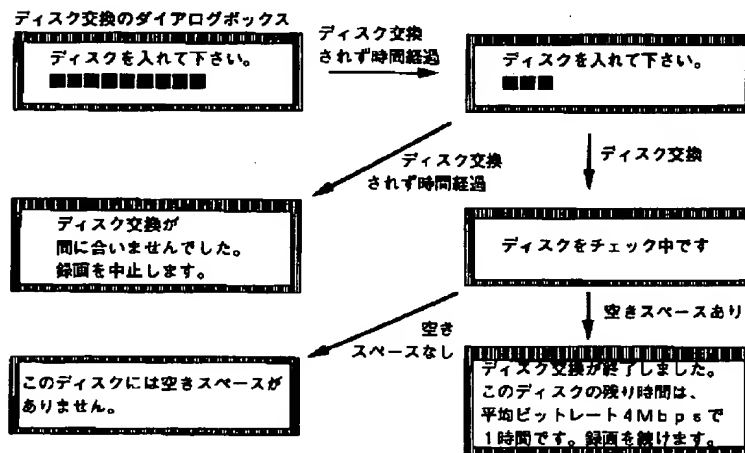 ディスク交換のダイアログボックス
ディスクを入れて下さい。
ディスク交換
されず時間経過
ディスクを入れて下さい。
ディスク交換
されず時間経過
ディスク交換
ディスク交換が
間に合いませんでした。
録画を中止します。
ディスクをチェック中です
空き
スペースなし
空きスペースあり
このディスクには空きスペースが
ありません。
ディスク交換が終了しました。
このディスクの残り時間は、
平均ビットレート4Mbpsで
1時間です。録画を続けます。